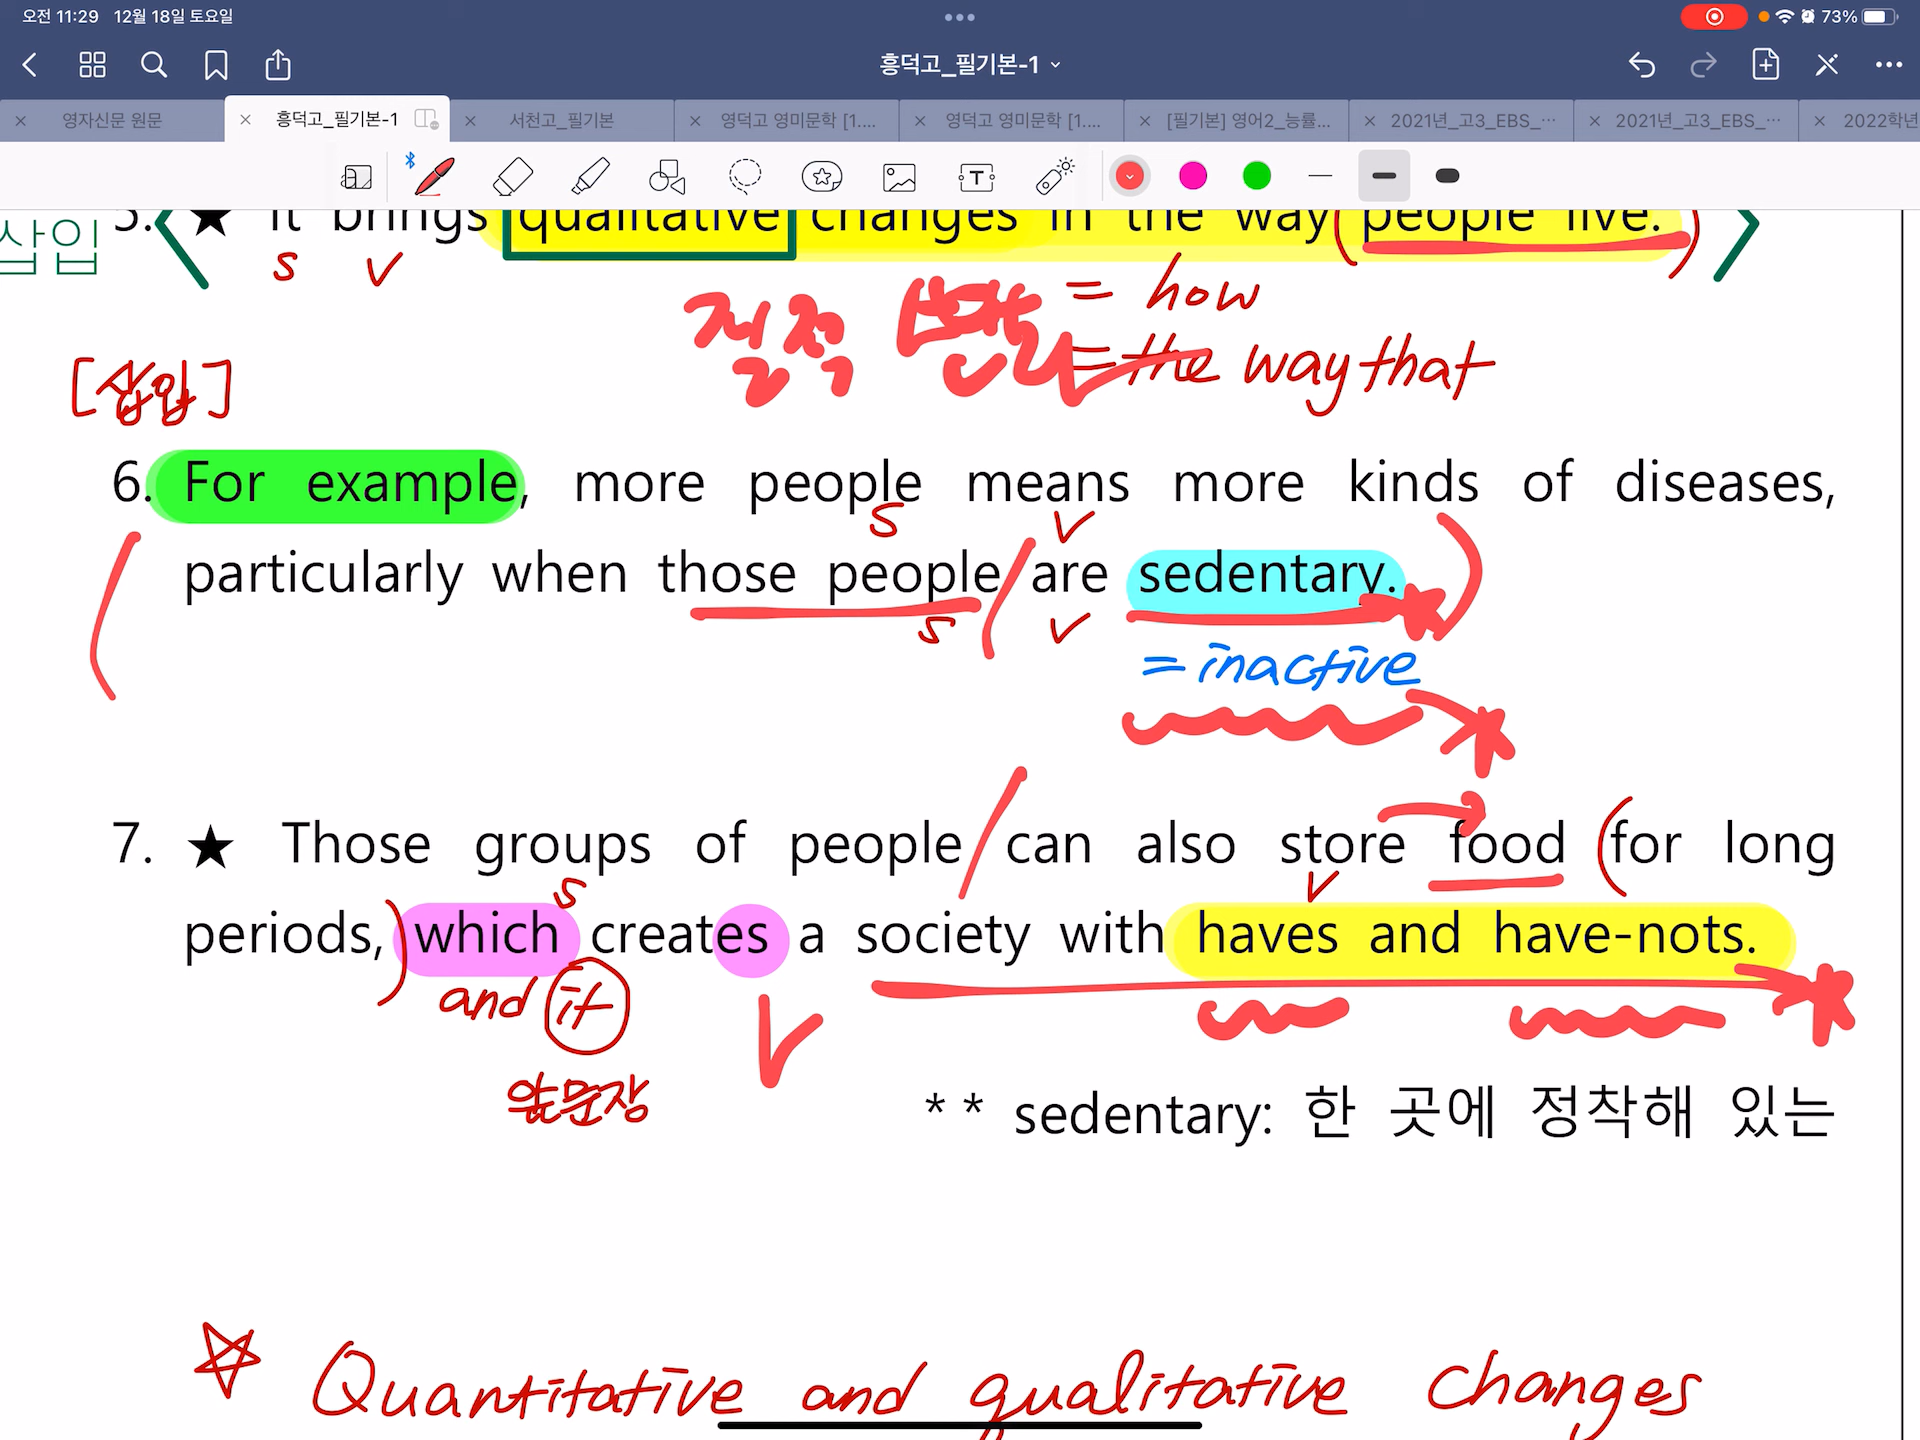 오전 11:29 12월 18일 토요일
73%
흥덕고_필기본-1
영자신문 원문
흥덕고_필기본-1
서천고_필기본
영덕고 영미문학 [1....
영덕고 영미문학 [1....
[필기본] 영어2_능률...
2021년_고3_EBS_...
2021년_고3_EBS_...
2022학년
삽입
5. ★ It brings qualitative changes in the way (people live.)
s v
질적 변화
= how
= the way that
[삽입]
6. For example, more people means more kinds of diseases,
s v
particularly when those people / are sedentary.
s v
= inactive
7. ★ Those groups of people / can also store food (for long
s v
periods,) which creates a society with haves and have-nots.
and it
앞문장
** sedentary: 한 곳에 정착해 있는
☆ Quantitative and qualitative changes